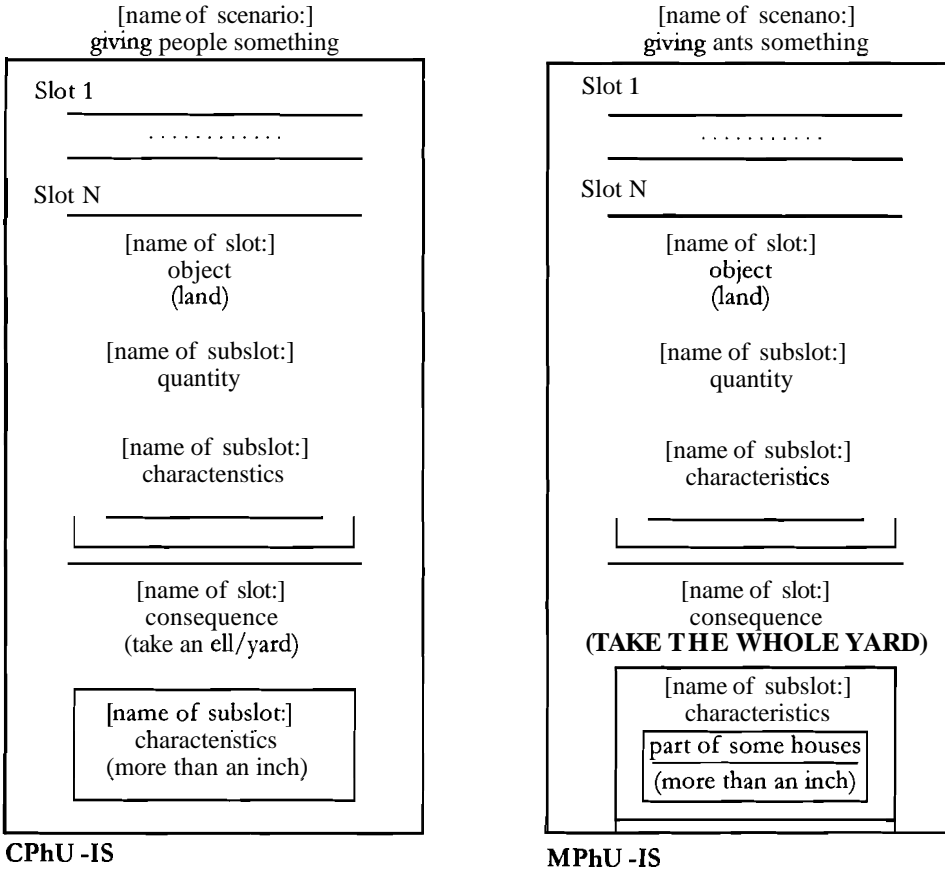 [name of scenario:]
giving people something
Slot 1
............
Slot N
[name of slot:]
object
(land)
[name of subslot:]
quantity
[name of subslot:]
charactenstics
[name of slot:]
consequence
(take an ell/yard)
[name of subslot:]
charactenstics
(more than an inch)
CPhU -IS
[name of scenano:]
giving ants something
Slot 1
...........
Slot N
[name of slot:]
object
(land)
[name of subslot:]
quantity
[name of subslot:]
characteristics
[name of slot:]
consequence
(TAKE THE WHOLE YARD)
[name of subslot:]
characteristics
part of some houses
(more than an inch)
MPhU -IS